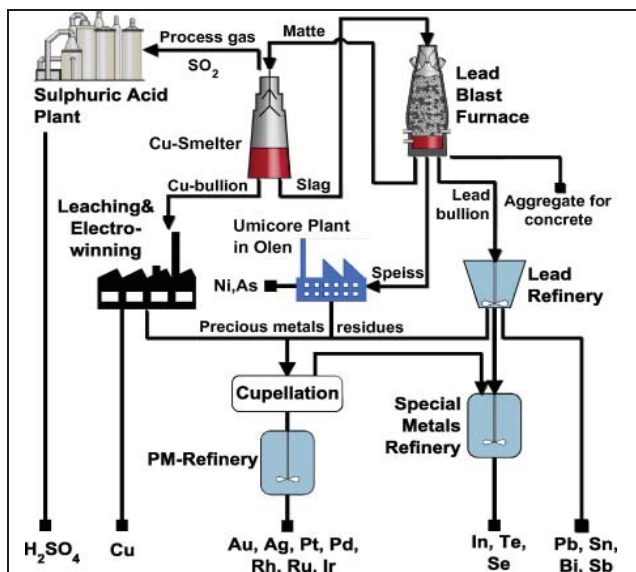 Process gas
SO2
Matte
Sulphuric Acid
Plant
Lead
Blast
Furnace
Cu-Smelter
Cu-bullion
Slag
Lead
bullion
Aggregate for
concrete
Leaching&
Electro-
winning
Umicore Plant
in Olen
Ni,As
Speiss
Lead
Refinery
Precious metals
residues
Cupellation
Special
Metals
Refinery
PM-Refinery
H2SO4
Cu
Au, Ag, Pt, Pd,
Rh, Ru, Ir
In, Te,
Se
Pb, Sn,
Bi, Sb